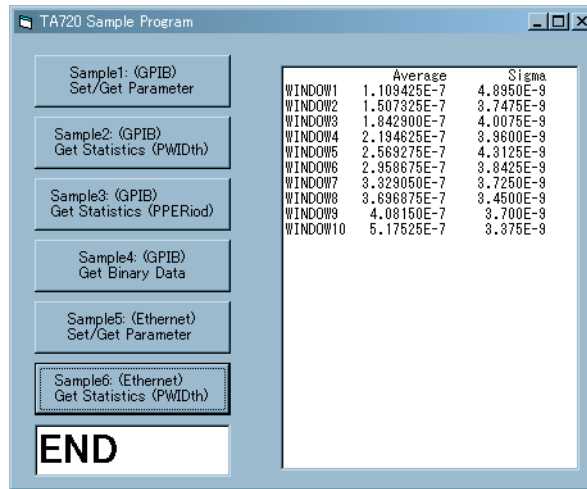 TA720 Sample Program
Sample1: (GPIB)
Set/Get Parameter
Sample2: (GPIB)
Get Statistics (PWIDth)
Sample3: (GPIB)
Get Statistics (PPERiod)
Sample4: (GPIB)
Get Binary Data
Sample5: (Ethernet)
Set/Get Parameter
Sample6: (Ethernet)
Get Statistics (PWIDth)
END
Average Sigma
WINDOW1 1.109425E-7 4.8950E-9
WINDOW2 1.507325E-7 3.7475E-9
WINDOW3 1.842900E-7 4.0075E-9
WINDOW4 2.194625E-7 3.9600E-9
WINDOW5 2.569275E-7 4.3125E-9
WINDOW6 2.958675E-7 3.8425E-9
WINDOW7 3.329050E-7 3.7250E-9
WINDOW8 3.696875E-7 3.4500E-9
WINDOW9 4.08150E-7 3.700E-9
WINDOW10 5.17525E-7 3.375E-9